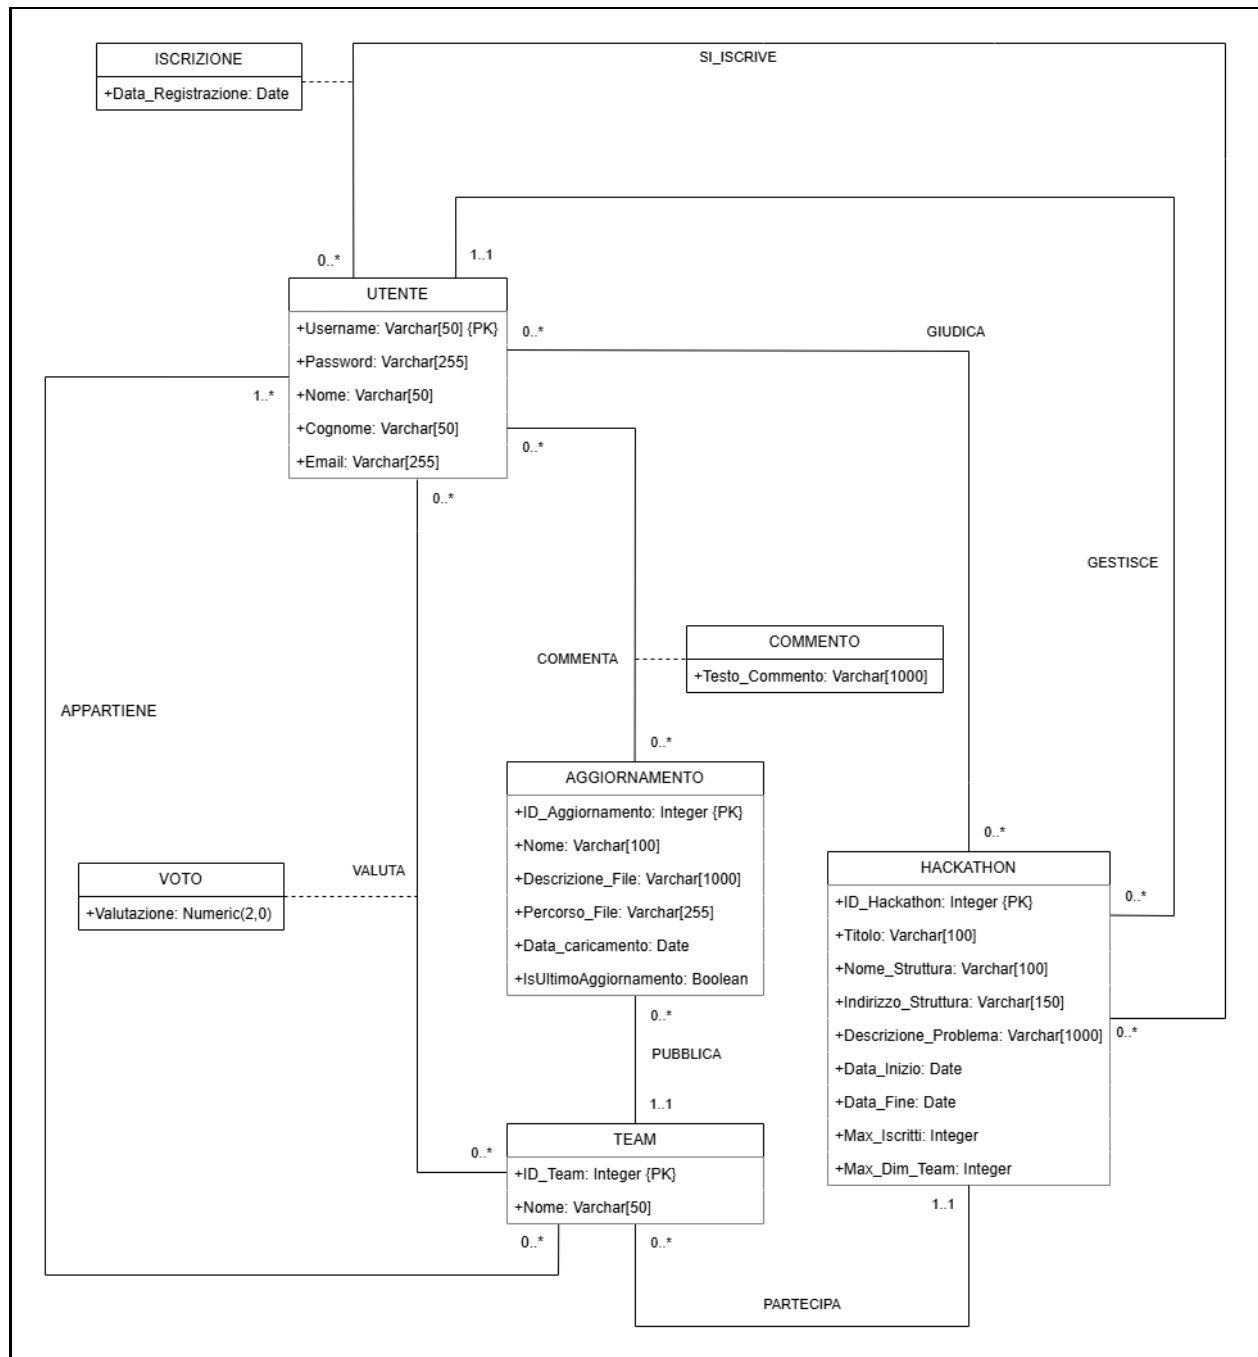 ISCRIZIONE
+Data_Registrazione: Date
SI_ISCRIVE
0..*
1..1
UTENTE
+Username: Varchar[50] {PK}
+Password: Varchar[255]
+Nome: Varchar[50]
+Cognome: Varchar[50]
+Email: Varchar[255]
0..*
GIUDICA
1..*
0..*
0..*
GESTISCE
COMMENTA
COMMENTO
+Testo_Commento: Varchar[1000]
APPARTIENE
0..*
AGGIORNAMENTO
+ID_Aggiornamento: Integer {PK}
+Nome: Varchar[100]
+Descrizione_File: Varchar[1000]
+Percorso_File: Varchar[255]
+Data_caricamento: Date
+IsUltimoAggiornamento: Boolean
VOTO
+Valutazione: Numeric(2,0)
VALUTA
0..*
HACKATHON
+ID_Hackathon: Integer {PK}
+Titolo: Varchar[100]
+Nome_Struttura: Varchar[100]
+Indirizzo_Struttura: Varchar[150]
+Descrizione_Problema: Varchar[1000]
+Data_Inizio: Date
+Data_Fine: Date
+Max_Iscritti: Integer
+Max_Dim_Team: Integer
0..*
0..*
0..*
PUBBLICA
1..1
TEAM
+ID_Team: Integer {PK}
+Nome: Varchar[50]
0..*
0..*
0..*
1..1
PARTECIPA